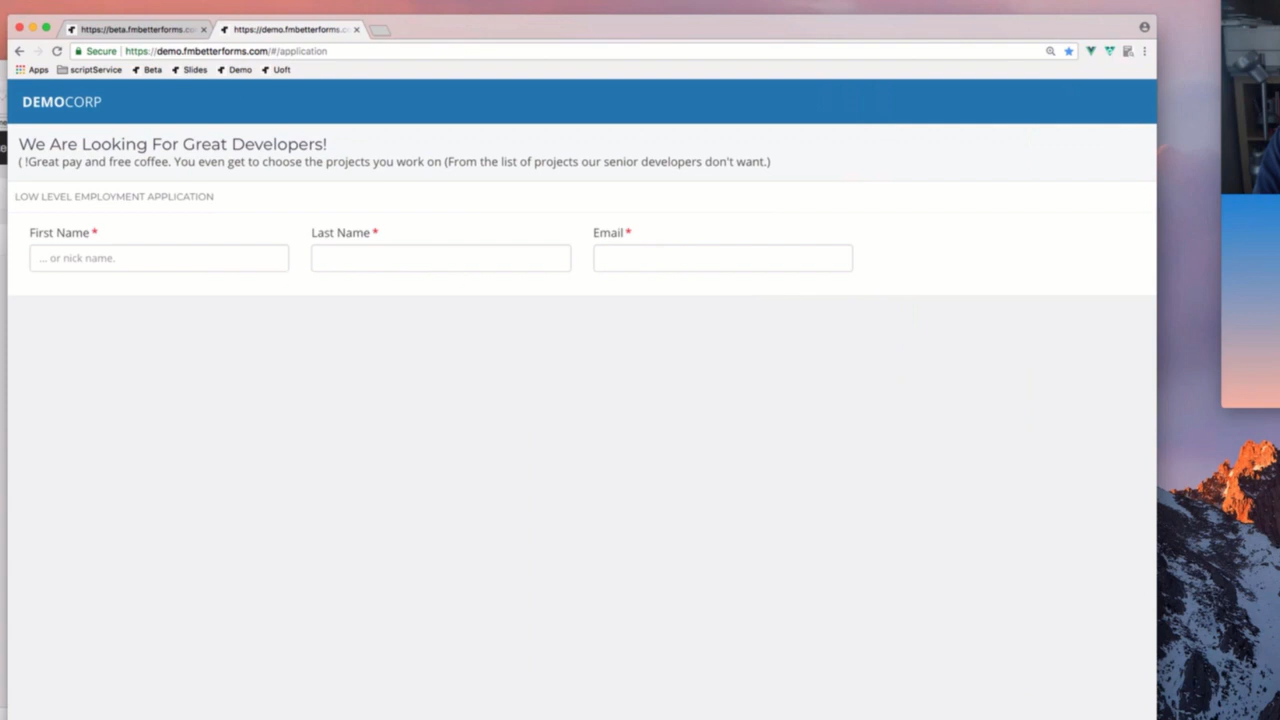 https://beta.fmbetterforms.co
https://demo.fmbetterforms.c
Secure https://demo.fmbetterforms.com/#/application
Apps scriptService Beta Slides Demo Uoft
DEMOCORP
We Are Looking For Great Developers!
( !Great pay and free coffee. You even get to choose the projects you work on (From the list of projects our senior developers don't want.)
LOW LEVEL EMPLOYMENT APPLICATION
First Name * Last Name * Email *
... or nick name.